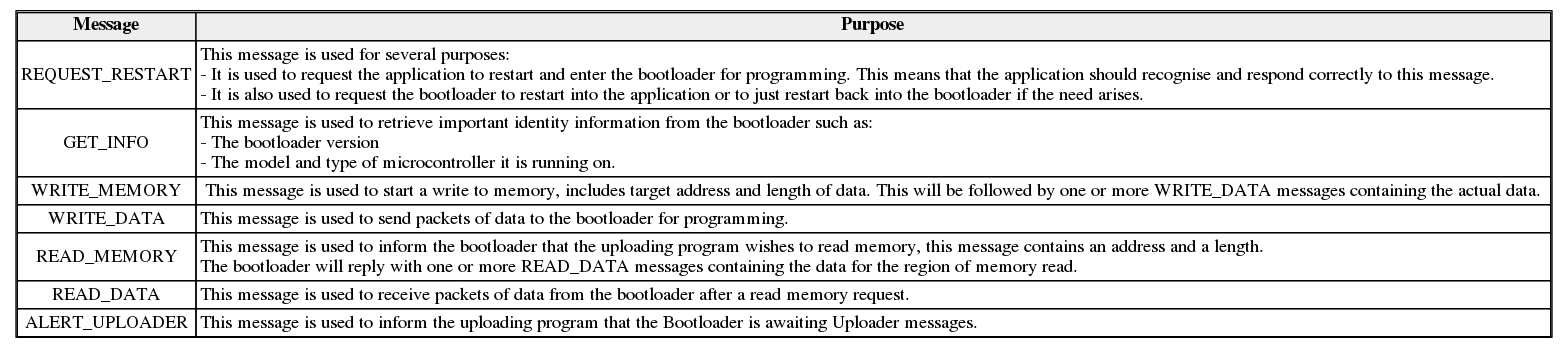 Message Purpose
REQUEST_RESTART
This message is used for several purposes:
- It is used to request the application to restart and enter the bootloader for programming. This means that the application should recognise and respond correctly to this message.
- It is also used to request the bootloader to restart into the application or to just restart back into the bootloader if the need arises.
GET_INFO
This message is used to retrieve important identity information from the bootloader such as:
- The bootloader version
- The model and type of microcontroller it is running on.
WRITE_MEMORY This message is used to start a write to memory, includes target address and length of data. This will be followed by one or more WRITE_DATA messages containing the actual data.
WRITE_DATA This message is used to send packets of data to the bootloader for programming.
READ_MEMORY
This message is used to inform the bootloader that the uploading program wishes to read memory, this message contains an address and a length.
The bootloader will reply with one or more READ_DATA messages containing the data for the region of memory read.
READ_DATA This message is used to receive packets of data from the bootloader after a read memory request.
ALERT_UPLOADER This message is used to inform the uploading program that the Bootloader is awaiting Uploader messages.